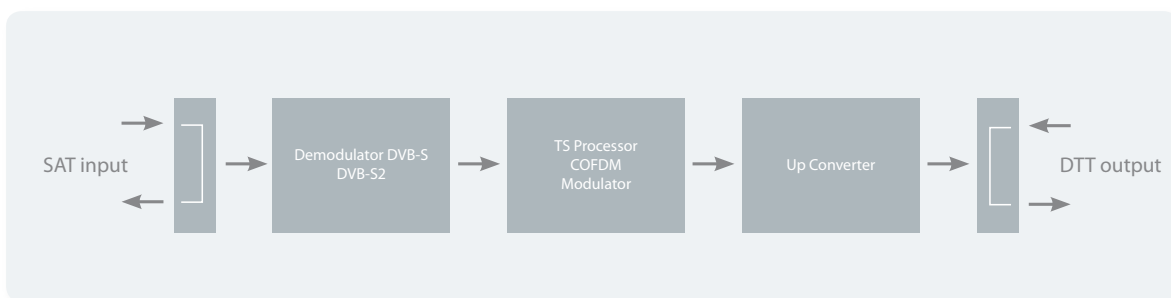 SAT input
Demodulator DVB-S
DVB-S2
TS Processor
COFDM
Modulator
Up Converter
DTT output